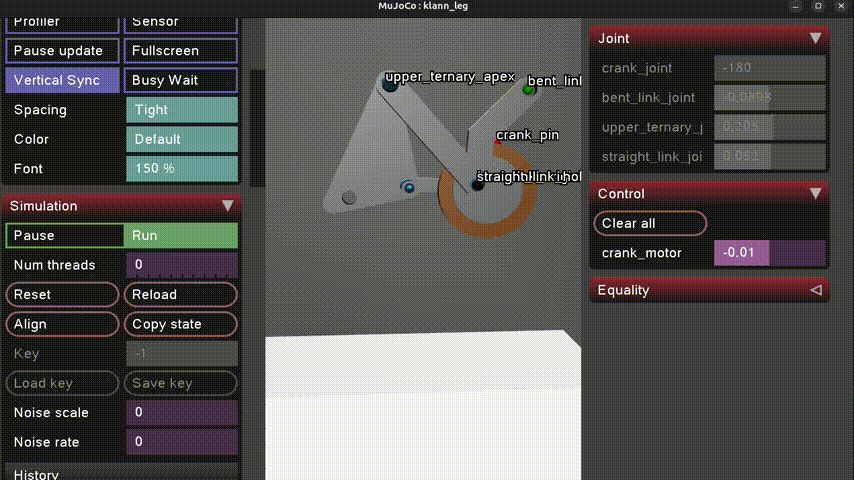 MuJoCo : klann_leg
Profiler Sensor
Pause update Fullscreen
Vertical Sync Busy Wait
Spacing Tight
Color Default
Font 150 %
Simulation
Pause Run
Num threads 0
Reset Reload
Align Copy state
Key -1
Load key Save key
Noise scale 0
Noise rate 0
History
upper_ternary_apex
bent_linl
crank_pin
Joint
crank_joint -180
bent_link_joint -0.0898
upper_ternary_j 0.205
straight_link_joi 0.052
Control
Clear all
crank_motor -0.01
Equality